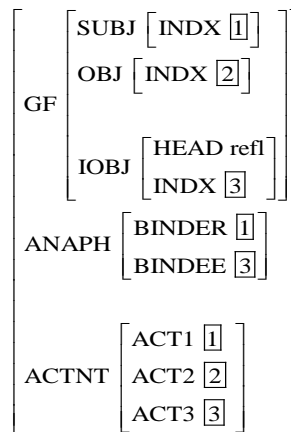 SUBJ [INDX 1]
OBJ [INDX 2]
GF
HEAD refl
IOBJ
INDX 3
BINDER 1
ANAPH
BINDEE 3
ACT1 1
ACTNT ACT2 2
ACT3 3